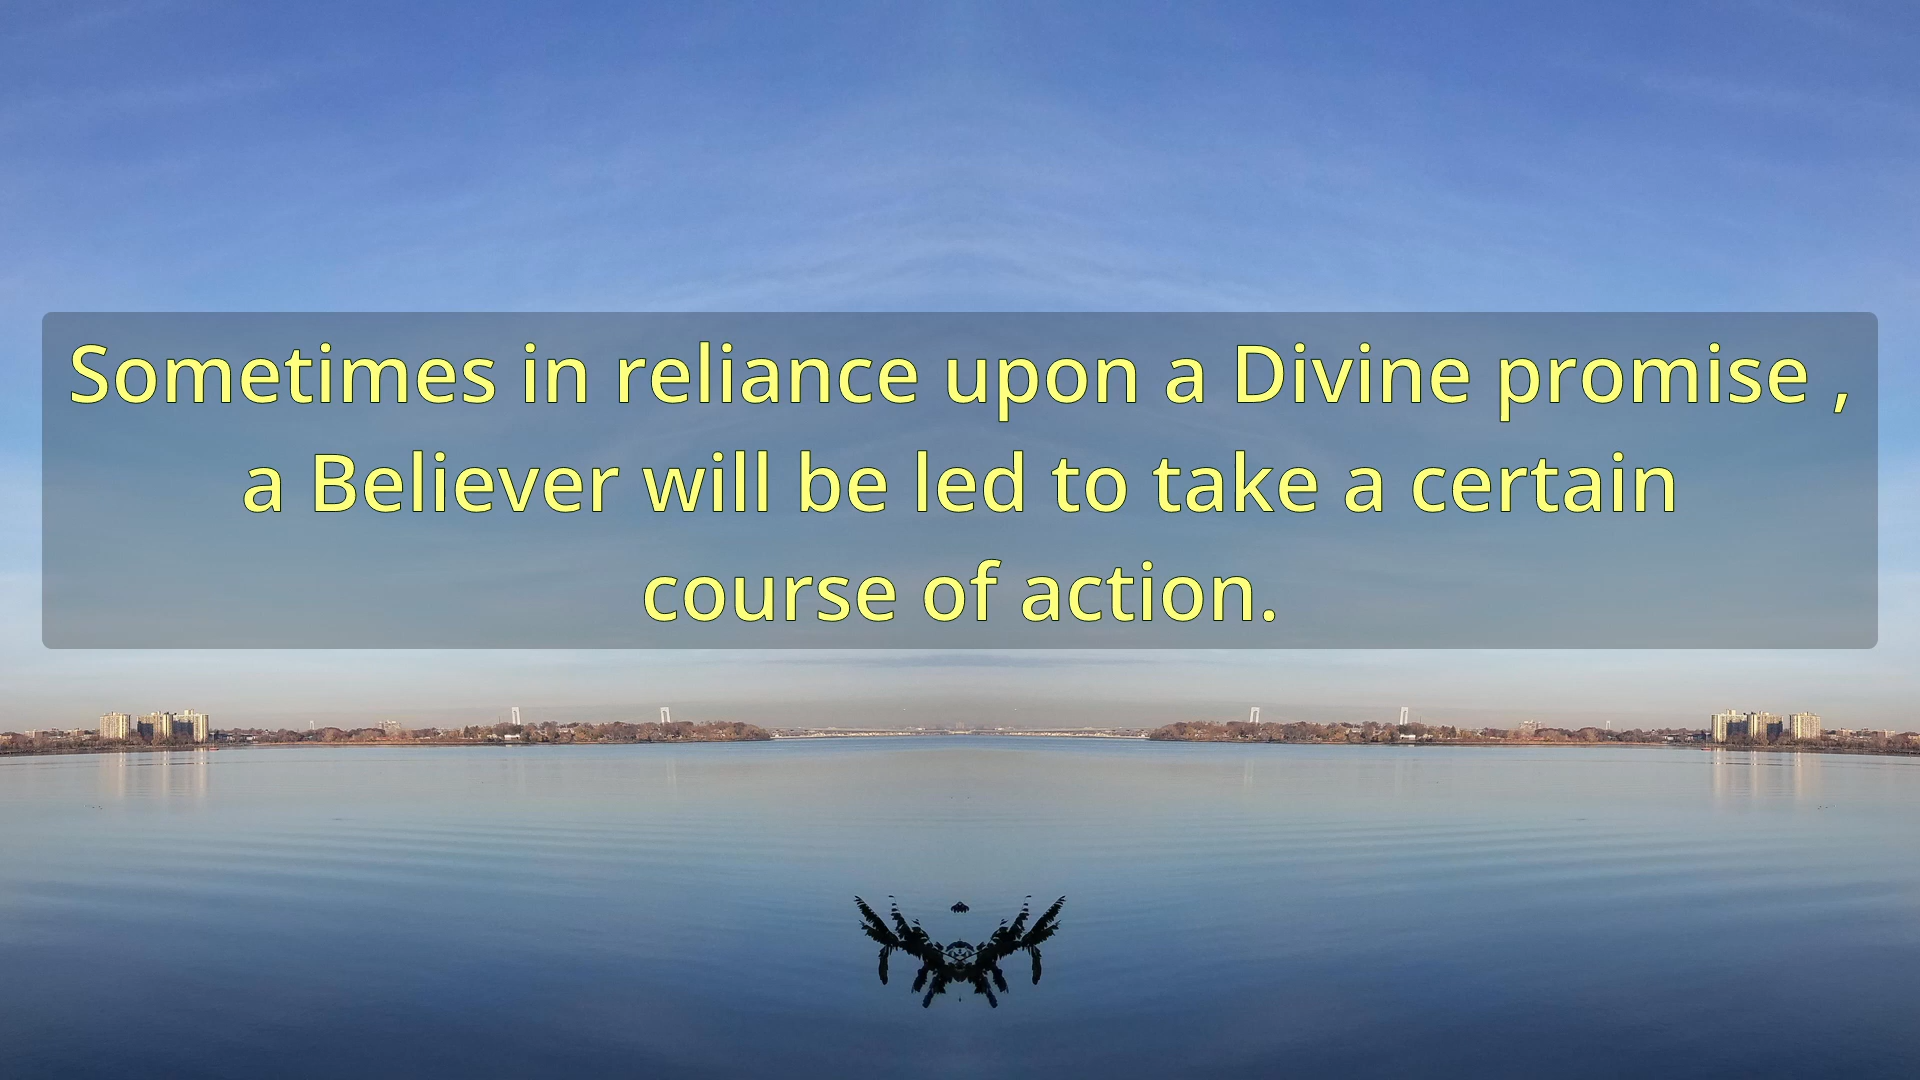 Sometimes in reliance upon a Divine promise ,
a Believer will be led to take a certain
course of action.